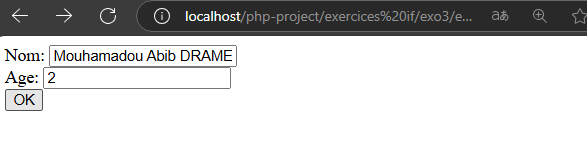 localhost/php-project/exercices%20if/exo3/e...
Nom: Mouhamadou Abib DRAME
Age: 2
OK